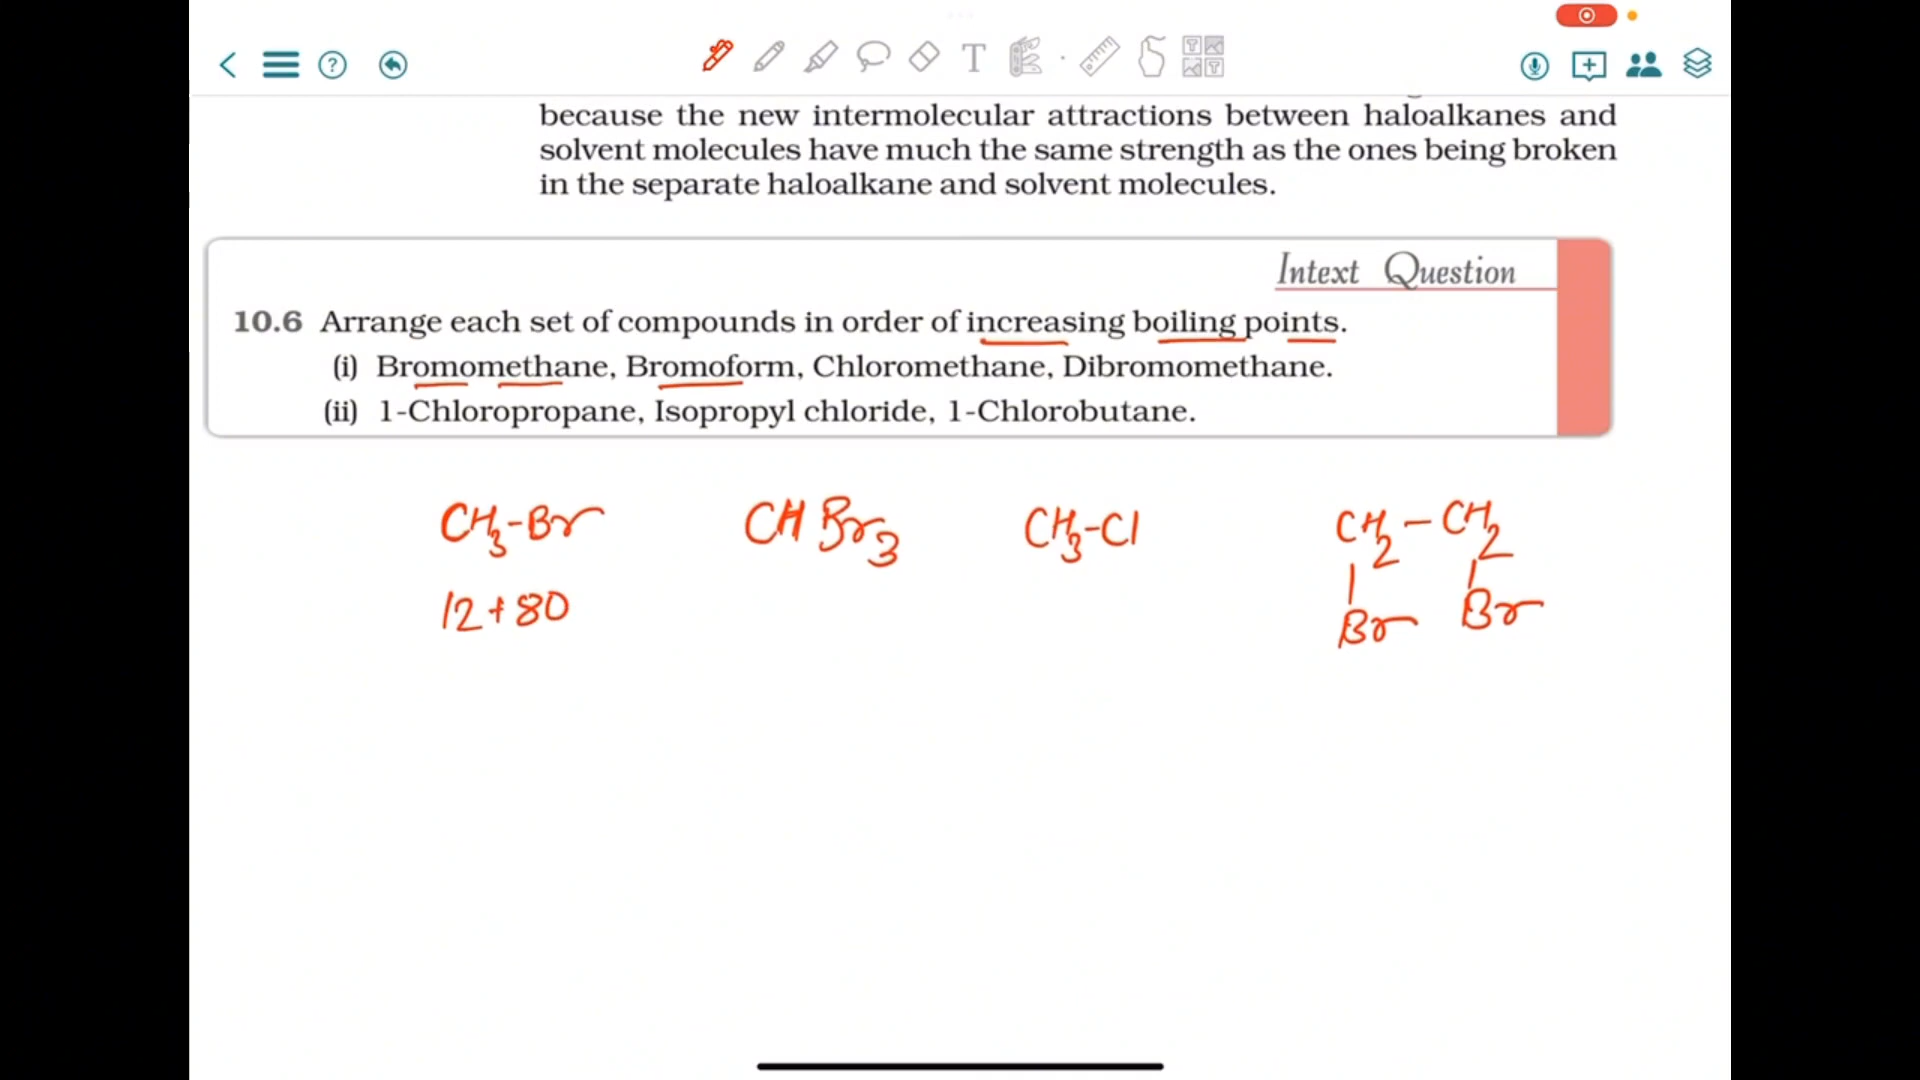 because the new intermolecular attractions between haloalkanes and
solvent molecules have much the same strength as the ones being broken
in the separate haloalkane and solvent molecules.
Intext Question
10.6 Arrange each set of compounds in order of increasing boiling points.
(i) Bromomethane, Bromoform, Chloromethane, Dibromomethane.
(ii) 1-Chloropropane, Isopropyl chloride, 1-Chlorobutane.
CH₃-Br CHBr₃ CH₃-Cl CH₂-CH₂
Br Br
12+80